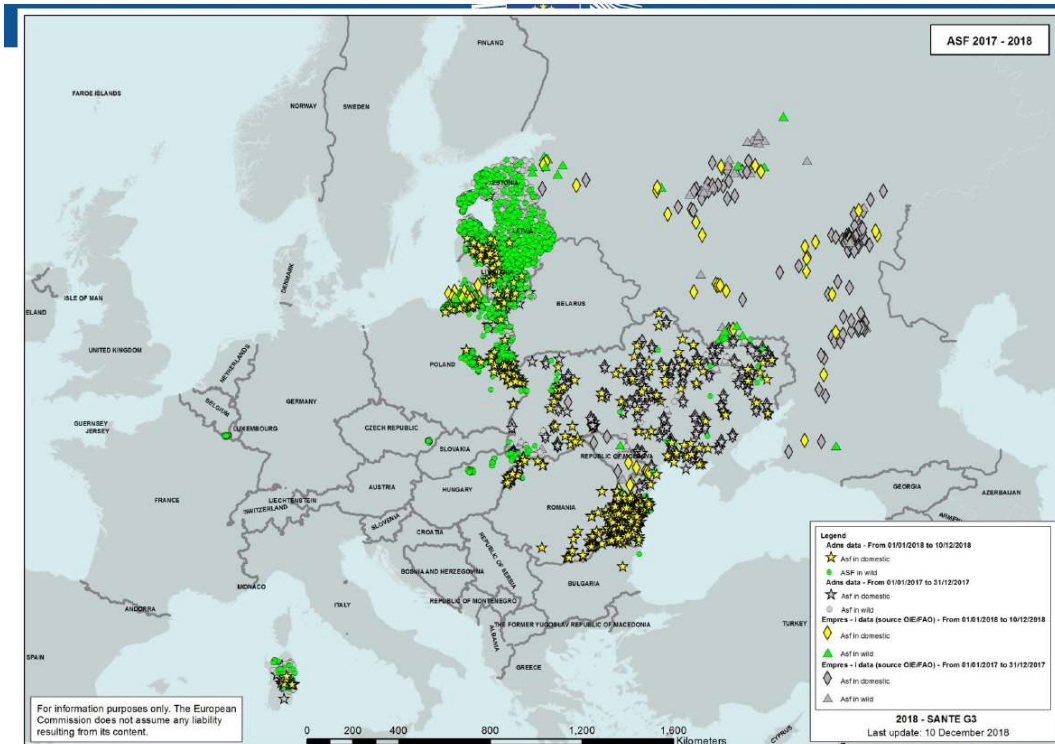 ASF 2017 - 2018
FINLAND
FAROE ISLANDS
NORWAY
SWEDEN
ESTONIA
LATVIA
LITHUANIA
DENMARK
ISLE OF MAN
ELAND
BELARUS
UNITED KINGDOM
NETHERLANDS
POLAND
GERMANY
BELGIUM
GUERNSEY
JERSEY
LUXEMBOURG
CZECH REPUBLIC
SLOVAKIA
REPUBLIC OF MOLDOVA
AUSTRIA
HUNGARY
FRANCE
LIECHTENSTEIN
SWITZERLAND
SLOVENIA
ROMANIA
GEORGIA
AZERBAIJAN
ARMEN
CROATIA
REPUBLIC OF SERBIA
BOSNIA AND HERZEGOVINA
BULGARIA
MONACO
ANDORRA
ITALY
REPUBLIC OF MONTENEGRO
THE FORMER YUGOSLAV REPUBLIC OF MACEDONIA
ALBANIA
TURKEY
SPAIN
GREECE
CYPRUS
Legend
Adns data - From 01/01/2018 to 10/12/2018
Asf in domestic
ASF in wild
Adns data - From 01/01/2017 to 31/12/2017
Asf in domestic
Asf in wild
Empres - i data (source OIE/FAO) - From 01/01/2018 to 10/12/2018
Asf in domestic
Asf in wild
Empres - i data (source OIE/FAO) - From 01/01/2017 to 31/12/2017
Asf in domestic
Asf in wild
2018 - SANTE G3
Last update: 10 December 2018
For information purposes only. The European
Commission does not assume any liability
resulting from its content.
0 200 400 600 800 1,000 1,200 1,400 1,600
Kilometers